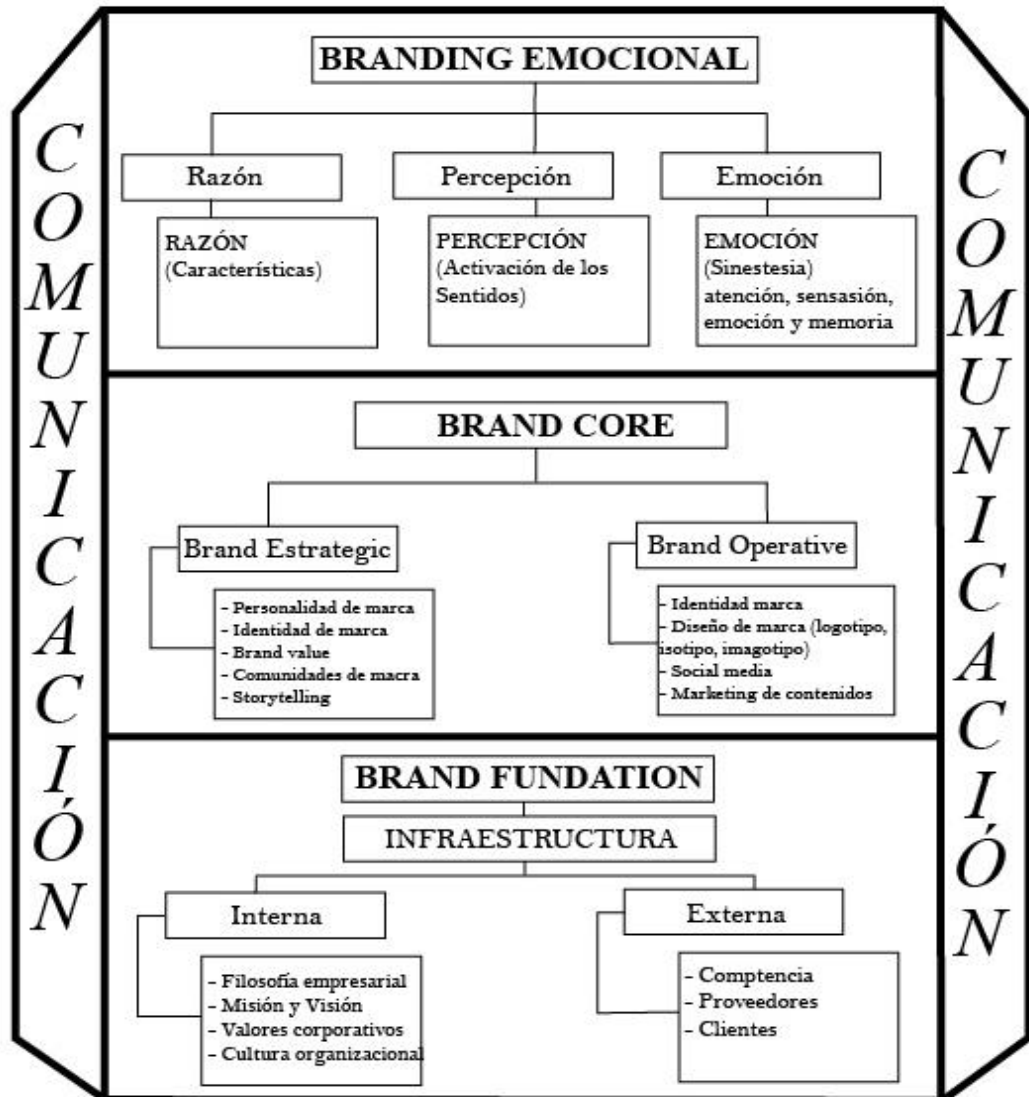 COMUNICACIÓN
BRANDING EMOCIONAL
Razón
Percepción
Emoción
RAZÓN
(Características)
PERCEPCIÓN
(Activación de los
Sentidos)
EMOCIÓN
(Sinestesia)
atención, sensasión,
emoción y memoria
BRAND CORE
Brand Estrategic
Brand Operative
- Personalidad de marca
- Identidad de marca
- Brand value
- Comunidades de macra
- Storytelling
- Identidad marca
- Diseño de marca (logotipo,
isotipo, imagotipo)
- Social media
- Marketing de contenidos
BRAND FUNDATION
INFRAESTRUCTURA
Interna
Externa
- Filosofía empresarial
- Misión y Visión
- Valores corporativos
- Cultura organizacional
- Comptencia
- Proveedores
- Clientes
COMUNICACIÓN